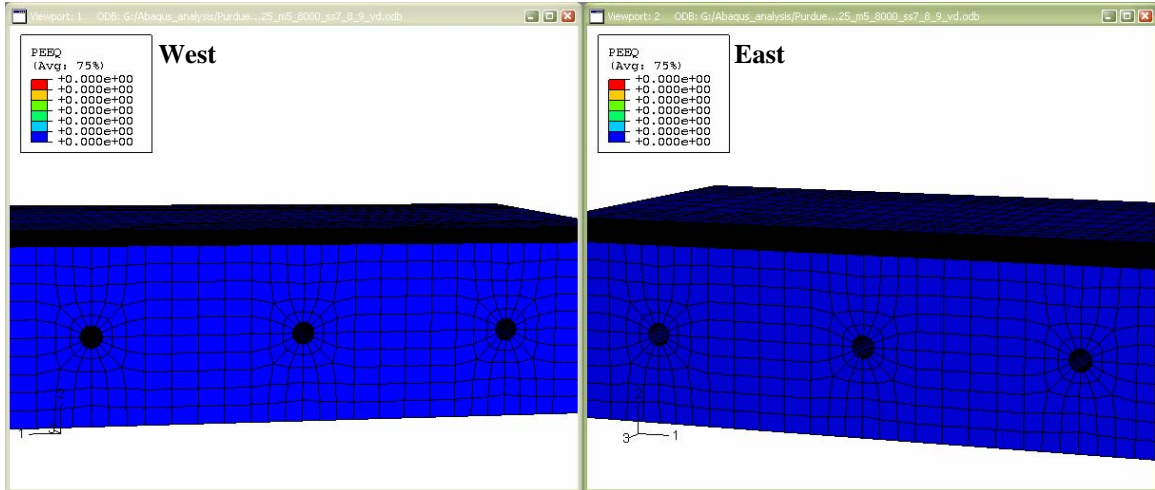 Viewport: 1 ODB: G:/Abaqus_analysis/Purdue...25_m5_8000_ss7_8_9_vd.odb
PEEQ
(Avg: 75%)
+0.000e+00
+0.000e+00
+0.000e+00
+0.000e+00
+0.000e+00
+0.000e+00
+0.000e+00
West
2
1
3
Viewport: 2 ODB: G:/Abaqus_analysis/Purdue...25_m5_8000_ss7_8_9_vd.odb
PEEQ
(Avg: 75%)
+0.000e+00
+0.000e+00
+0.000e+00
+0.000e+00
+0.000e+00
+0.000e+00
+0.000e+00
East
2
3
1